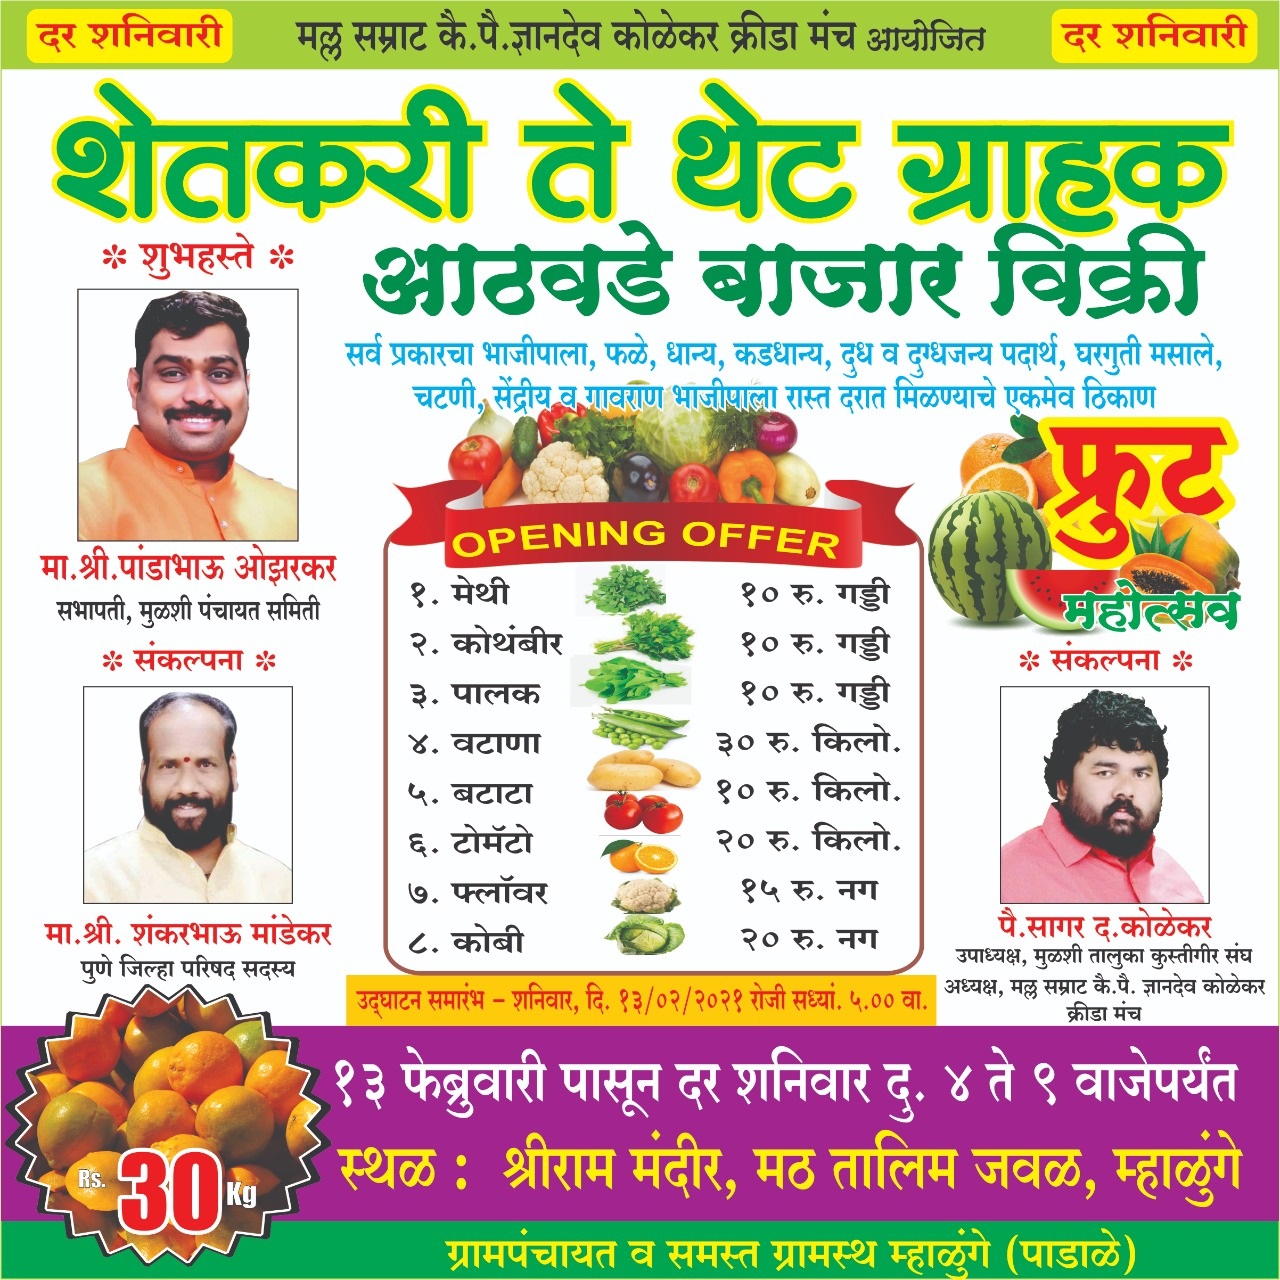 दर शनिवारी
मल्ल सम्राट कै.पै.ज्ञानदेव कोळेकर क्रीडा मंच आयोजित
दर शनिवारी
शेतकरी ते थेट ग्राहक
आठवडे बाजार विक्री
सर्व प्रकारचा भाजीपाला, फळे, धान्य, कडधान्य, दुध व दुग्धजन्य पदार्थ, घरगुती मसाले,
चटणी, सेंद्रीय व गावराण भाजीपाला रास्त दरात मिळण्याचे एकमेव ठिकाण
* शुभहस्ते *
मा.श्री.पांडाभाऊ ओझरकर
सभापती, मुळशी पंचायत समिती
* संकल्पना *
मा.श्री. शंकरभाऊ मांडेकर
पुणे जिल्हा परिषद सदस्य
OPENING OFFER
१. मेथी १० रु. गड्डी
२. कोथंबीर १० रु. गड्डी
३. पालक १० रु. गड्डी
४. वटाणा ३० रु. किलो.
५. बटाटा १० रु. किलो.
६. टोमॅटो २० रु. किलो.
७. फ्लॉवर १५ रु. नग
८. कोबी २० रु. नग
फ्रुट
महोत्सव
* संकल्पना *
पै.सागर द.कोळेकर
उपाध्यक्ष, मुळशी तालुका कुस्तीगीर संघ
अध्यक्ष, मल्ल सम्राट कै.पै. ज्ञानदेव कोळेकर
क्रीडा मंच
उद्घाटन समारंभ – शनिवार, दि. १३/०२/२०२१ रोजी सध्यां. ५.०० वा.
१३ फेब्रुवारी पासून दर शनिवार दु. ४ ते ९ वाजेपर्यंत
स्थळ : श्रीराम मंदीर, मठ तालिम जवळ, म्हाळुंगे
Rs. 30 Kg
ग्रामपंचायत व समस्त ग्रामस्थ म्हाळुंगे (पाडाळे)